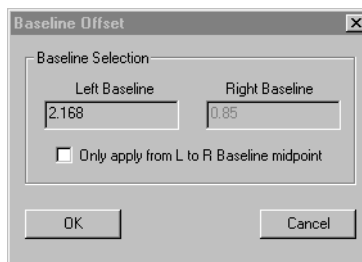 Baseline Offset
Baseline Selection
Left Baseline Right Baseline
2.168 0.85
Only apply from L to R Baseline midpoint
OK Cancel